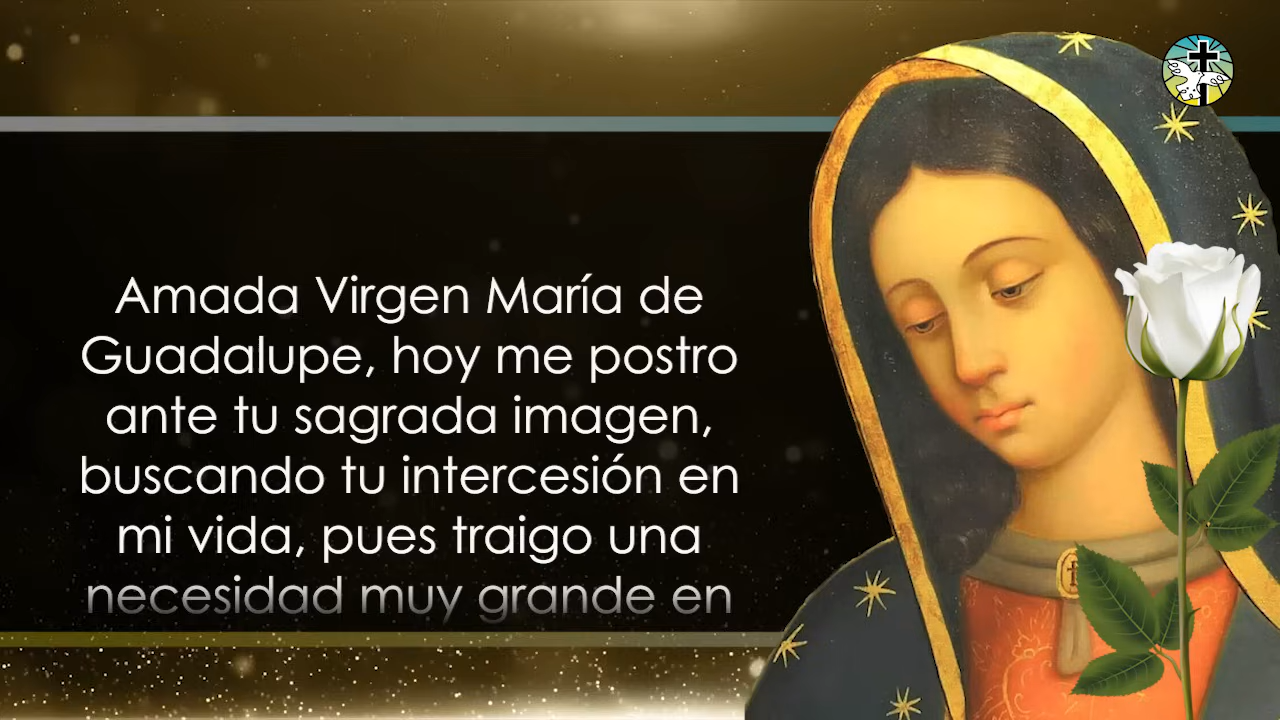 Amada Virgen María de
Guadalupe, hoy me postro
ante tu sagrada imagen,
buscando tu intercesión en
mi vida, pues traigo una
necesidad muy grande en